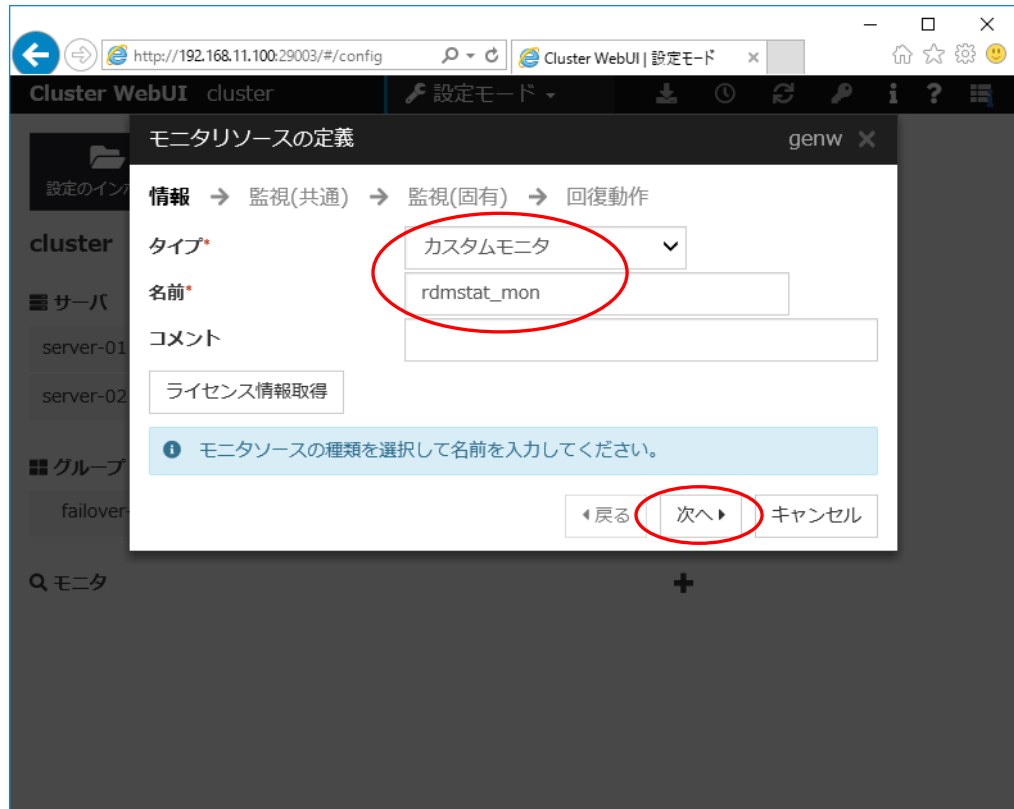 http://192.168.11.100:29003/#/config
Cluster WebUI | 設定モード
Cluster WebUI cluster 設定モード
モニタリソースの定義 genw
設定のインポ
情報 → 監視(共通) → 監視(固有) → 回復動作
cluster
タイプ* カスタムモニタ
サーバ
名前* rdmstat_mon
server-01
コメント
server-02
ライセンス情報取得
モニタソースの種類を選択して名前を入力してください。
グループ
failover-
戻る 次へ キャンセル
モニタ